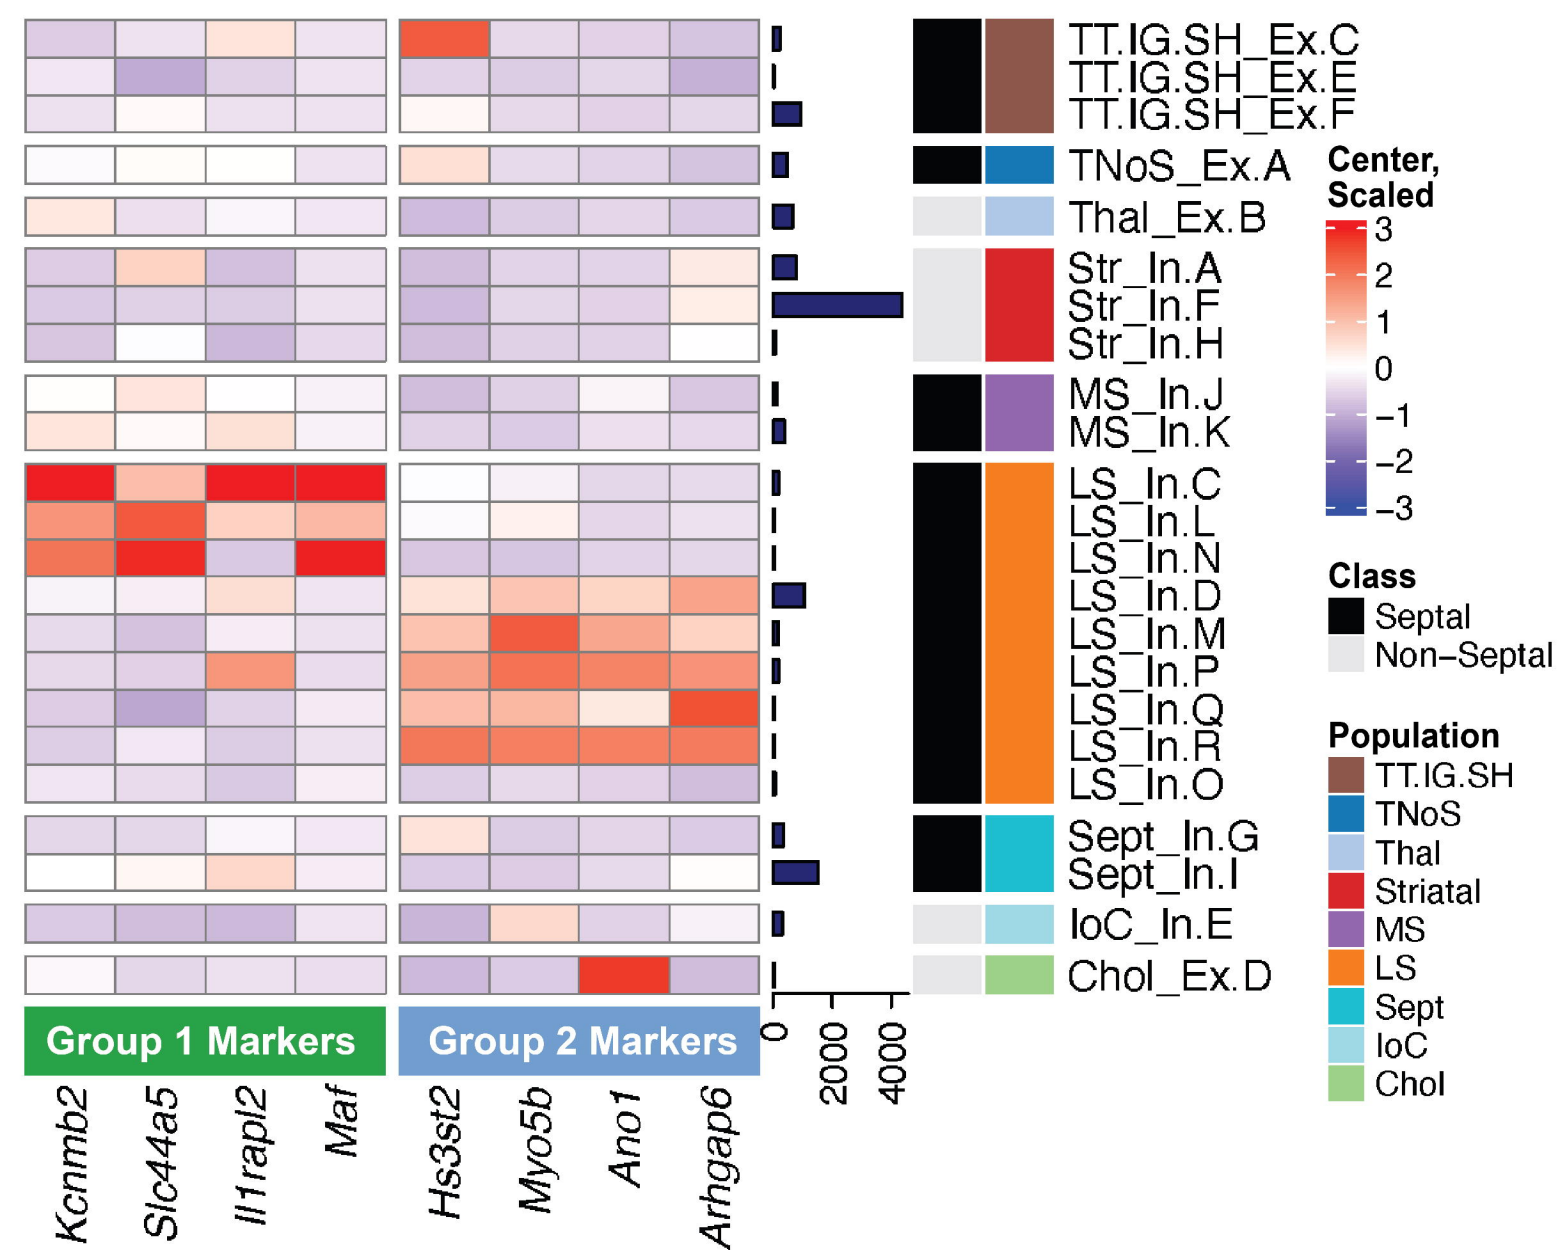 TT.IG.SH_Ex.C
TT.IG.SH_Ex.E
TT.IG.SH_Ex.F
TNoS_Ex.A
Thal_Ex.B
Str_In.A
Str_In.F
Str_In.H
MS_In.J
MS_In.K
LS_In.C
LS_In.L
LS_In.N
LS_In.D
LS_In.M
LS_In.P
LS_In.Q
LS_In.R
LS_In.O
Sept_In.G
Sept_In.I
IoC_In.E
Chol_Ex.D
Center,
Scaled
3
2
1
0
−1
−2
−3
Class
Septal
Non−Septal
Population
TT.IG.SH
TNoS
Thal
Striatal
MS
LS
Sept
IoC
Chol
Group 1 Markers
Group 2 Markers
0
2000
4000
Kcnmb2
Slc44a5
Il1rapl2
Maf
Hs3st2
Myo5b
Ano1
Arhgap6